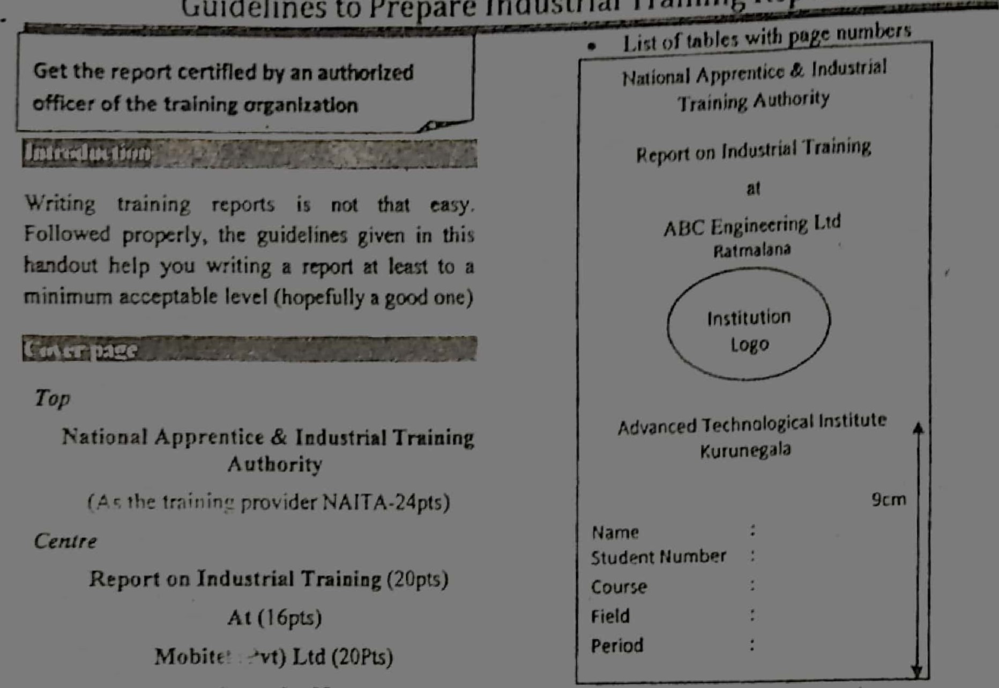 Guidelines to Prepare Industrial Training
Get the report certified by an authorized
officer of the training organization
Introduction
Writing training reports is not that easy.
Followed properly, the guidelines given in this
handout help you writing a report at least to a
minimum acceptable level (hopefully a good one)
Cover page
Top
National Apprentice & Industrial Training
Authority
(As the training provider NAITA-24pts)
Centre
Report on Industrial Training (20pts)
At (16pts)
Ltd (20Pts)
• List of tables with page numbers
National Apprentice & Industrial
Training Authority
Report on Industrial Training
at
ABC Engineering Ltd
Ratmalana
Institution
Logo
Advanced Technological Institute
Kurunegala
9cm
Name :
Student Number :
Course :
Field :
Period :